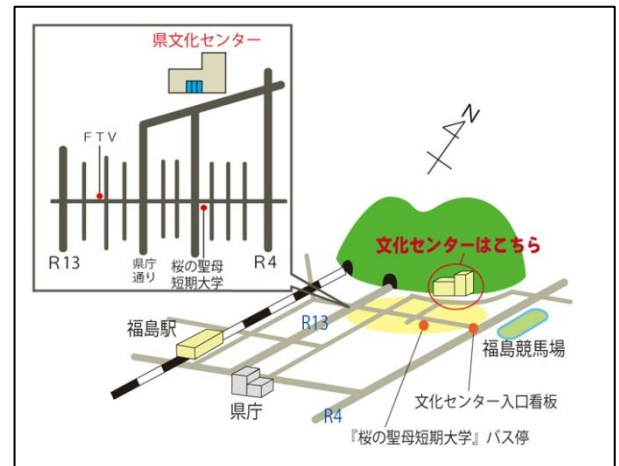 県文化センター
FTV
R13
県庁
通り
桜の聖母
短期大学
R4
N
文化センターはこちら
福島駅
R13
福島競馬場
県庁
R4
文化センター入口看板
『桜の聖母短期大学』バス停